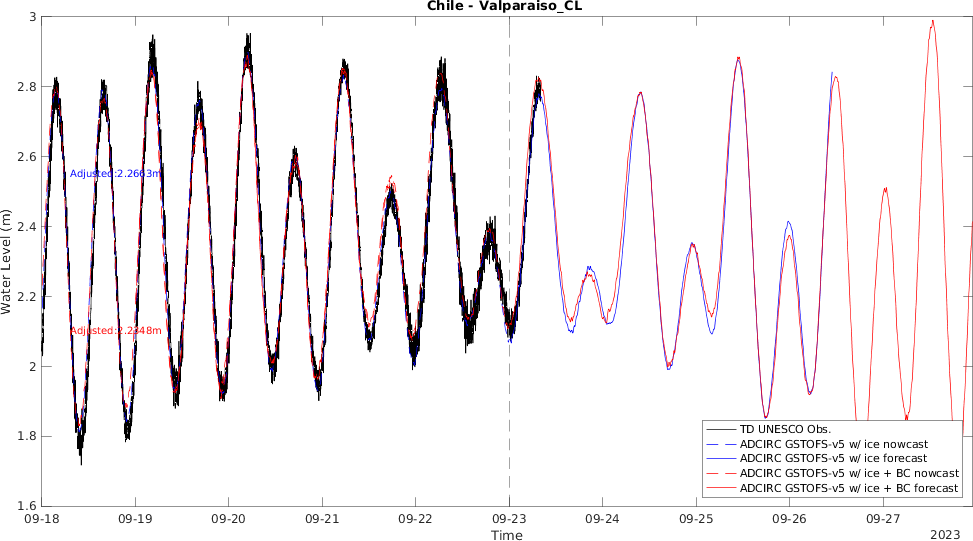 Chile - Valparaiso_CL
3
2.8
2.6
2.4
2.2
2
1.8
1.6
Water Level (m)
Adjusted:2.2663m
Adjusted:2.2348m
TD UNESCO Obs.
ADCIRC GSTOFS-v5 w/ ice nowcast
ADCIRC GSTOFS-v5 w/ ice forecast
ADCIRC GSTOFS-v5 w/ ice + BC nowcast
ADCIRC GSTOFS-v5 w/ ice + BC forecast
09-18 09-19 09-20 09-21 09-22 09-23 09-24 09-25 09-26 09-27
Time
2023